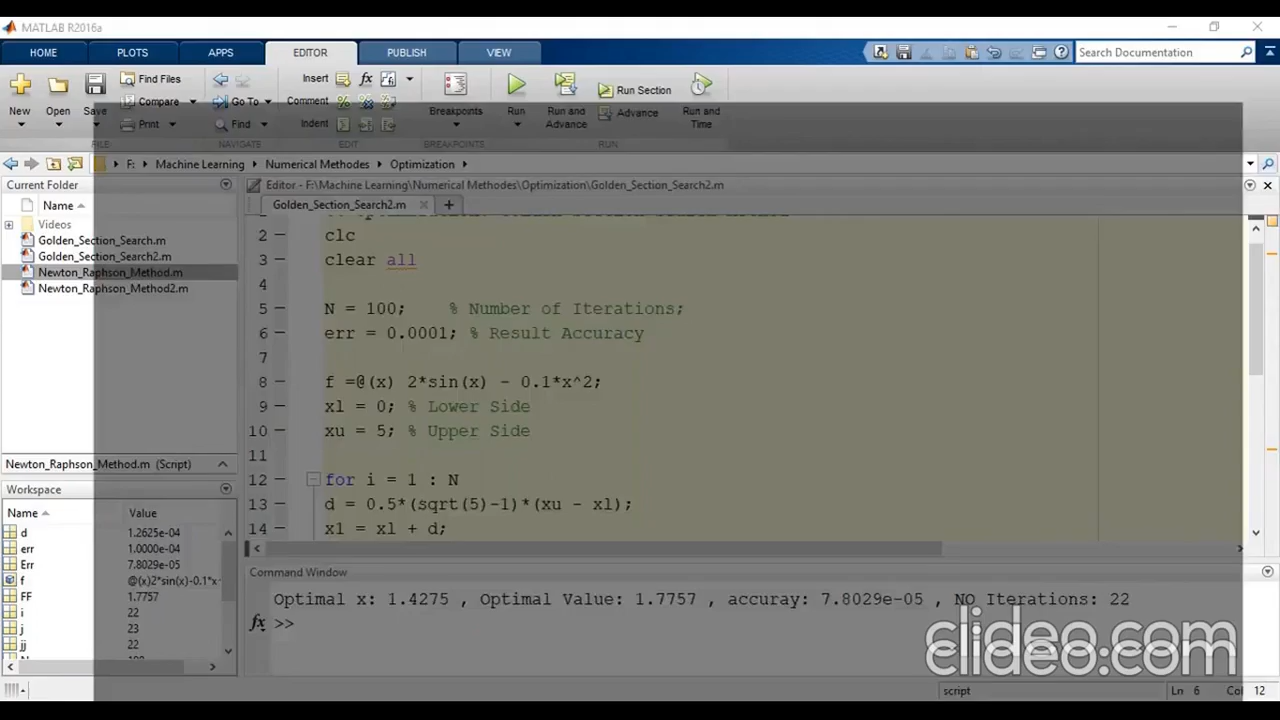 MATLAB R2016a
HOME PLOTS APPS EDITOR PUBLISH VIEW Search Documentation
New Open Save Find Files Compare Print Go To Find Insert Comment Indent fx Breakpoints Run Run and Advance Run Section Advance Run and Time
FILE NAVIGATE EDIT BREAKPOINTS RUN
F: Machine Learning Numerical Methodes Optimization
Current Folder
Name
Videos
Golden_Section_Search.m
Golden_Section_Search2.m
Newton_Raphson_Method.m
Newton_Raphson_Method2.m
Newton_Raphson_Method.m (Script)
Workspace
Name Value
d 1.2625e-04
err 1.0000e-04
Err 7.8029e-05
f @(x)2*sin(x)-0.1*x
FF 1.7757
i 22
j 23
jj 22
Editor - F:\Machine Learning\Numerical Methodes\Optimization\Golden_Section_Search2.m
Golden_Section_Search2.m
2 clc
3 clear all
4
5 N = 100; % Number of Iterations;
6 err = 0.0001; % Result Accuracy
7
8 f =@(x) 2*sin(x) - 0.1*x^2;
9 xl = 0; % Lower Side
10 xu = 5; % Upper Side
11
12 for i = 1 : N
13 d = 0.5*(sqrt(5)-1)*(xu - xl);
14 x1 = xl + d;
Command Window
Optimal x: 1.4275 , Optimal Value: 1.7757 , accuray: 7.8029e-05 , NO Iterations: 22
fx >>
clideo.com
script Ln 6 Col 12